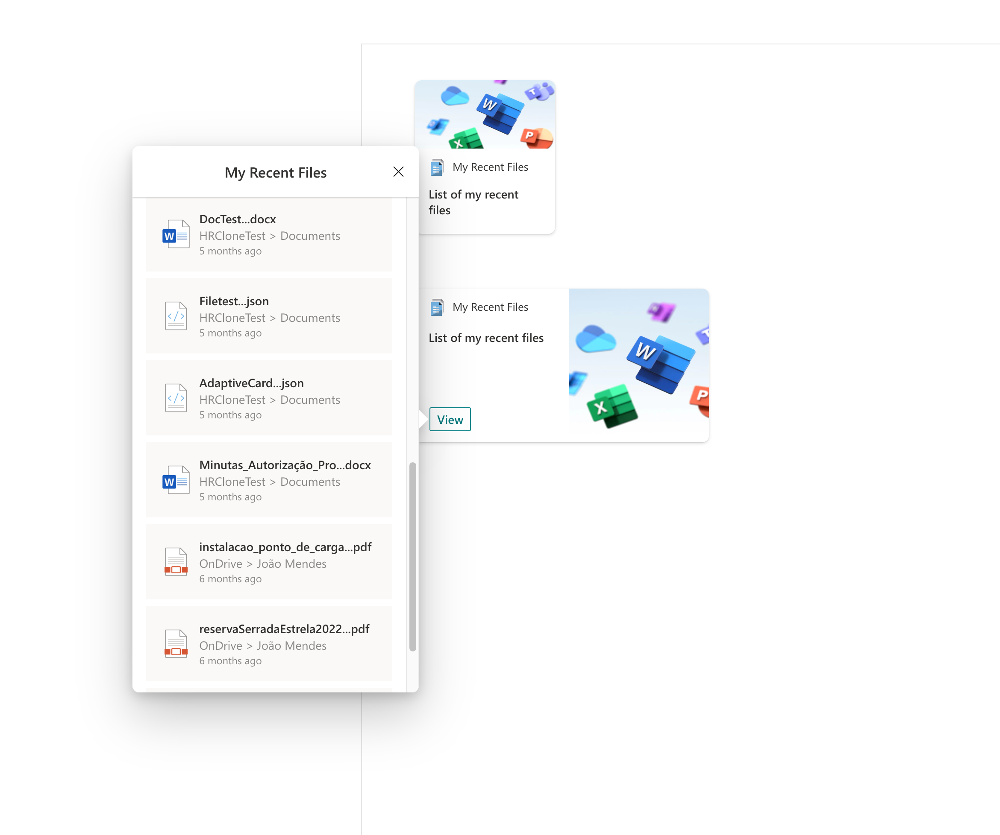 My Recent Files
DocTest...docx
HRCloneTest > Documents
5 months ago
Filetest...json
HRCloneTest > Documents
5 months ago
AdaptiveCard...json
HRCloneTest > Documents
5 months ago
Minutas_Autorização_Pro...docx
HRCloneTest > Documents
5 months ago
instalacao_ponto_de_carga...pdf
OnDrive > João Mendes
6 months ago
reservaSerradaEstrela2022...pdf
OnDrive > João Mendes
6 months ago
My Recent Files
List of my recent
files
My Recent Files
List of my recent files
View